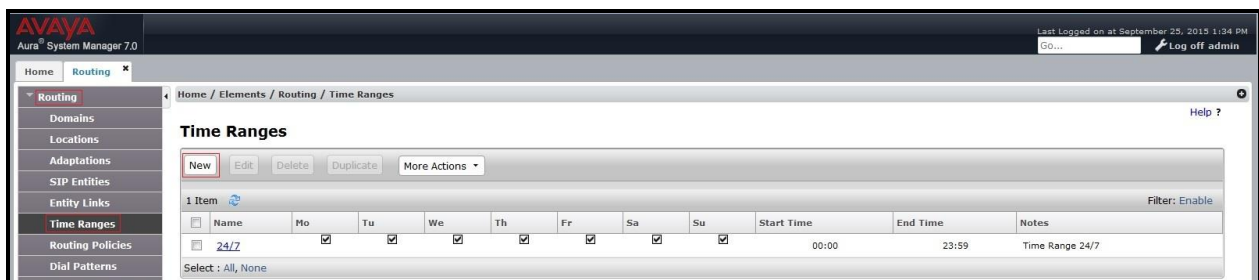 AVAYA
Aura® System Manager 7.0
Last Logged on at September 25, 2015 1:34 PM
Go...
Log off admin
Home
Routing ×
Routing
Domains
Locations
Adaptations
SIP Entities
Entity Links
Time Ranges
Routing Policies
Dial Patterns
Home / Elements / Routing / Time Ranges
Help ?
Time Ranges
New Edit Delete Duplicate More Actions
1 Item
Filter: Enable
Name Mo Tu We Th Fr Sa Su Start Time End Time Notes
24/7 00:00 23:59 Time Range 24/7
Select : All, None